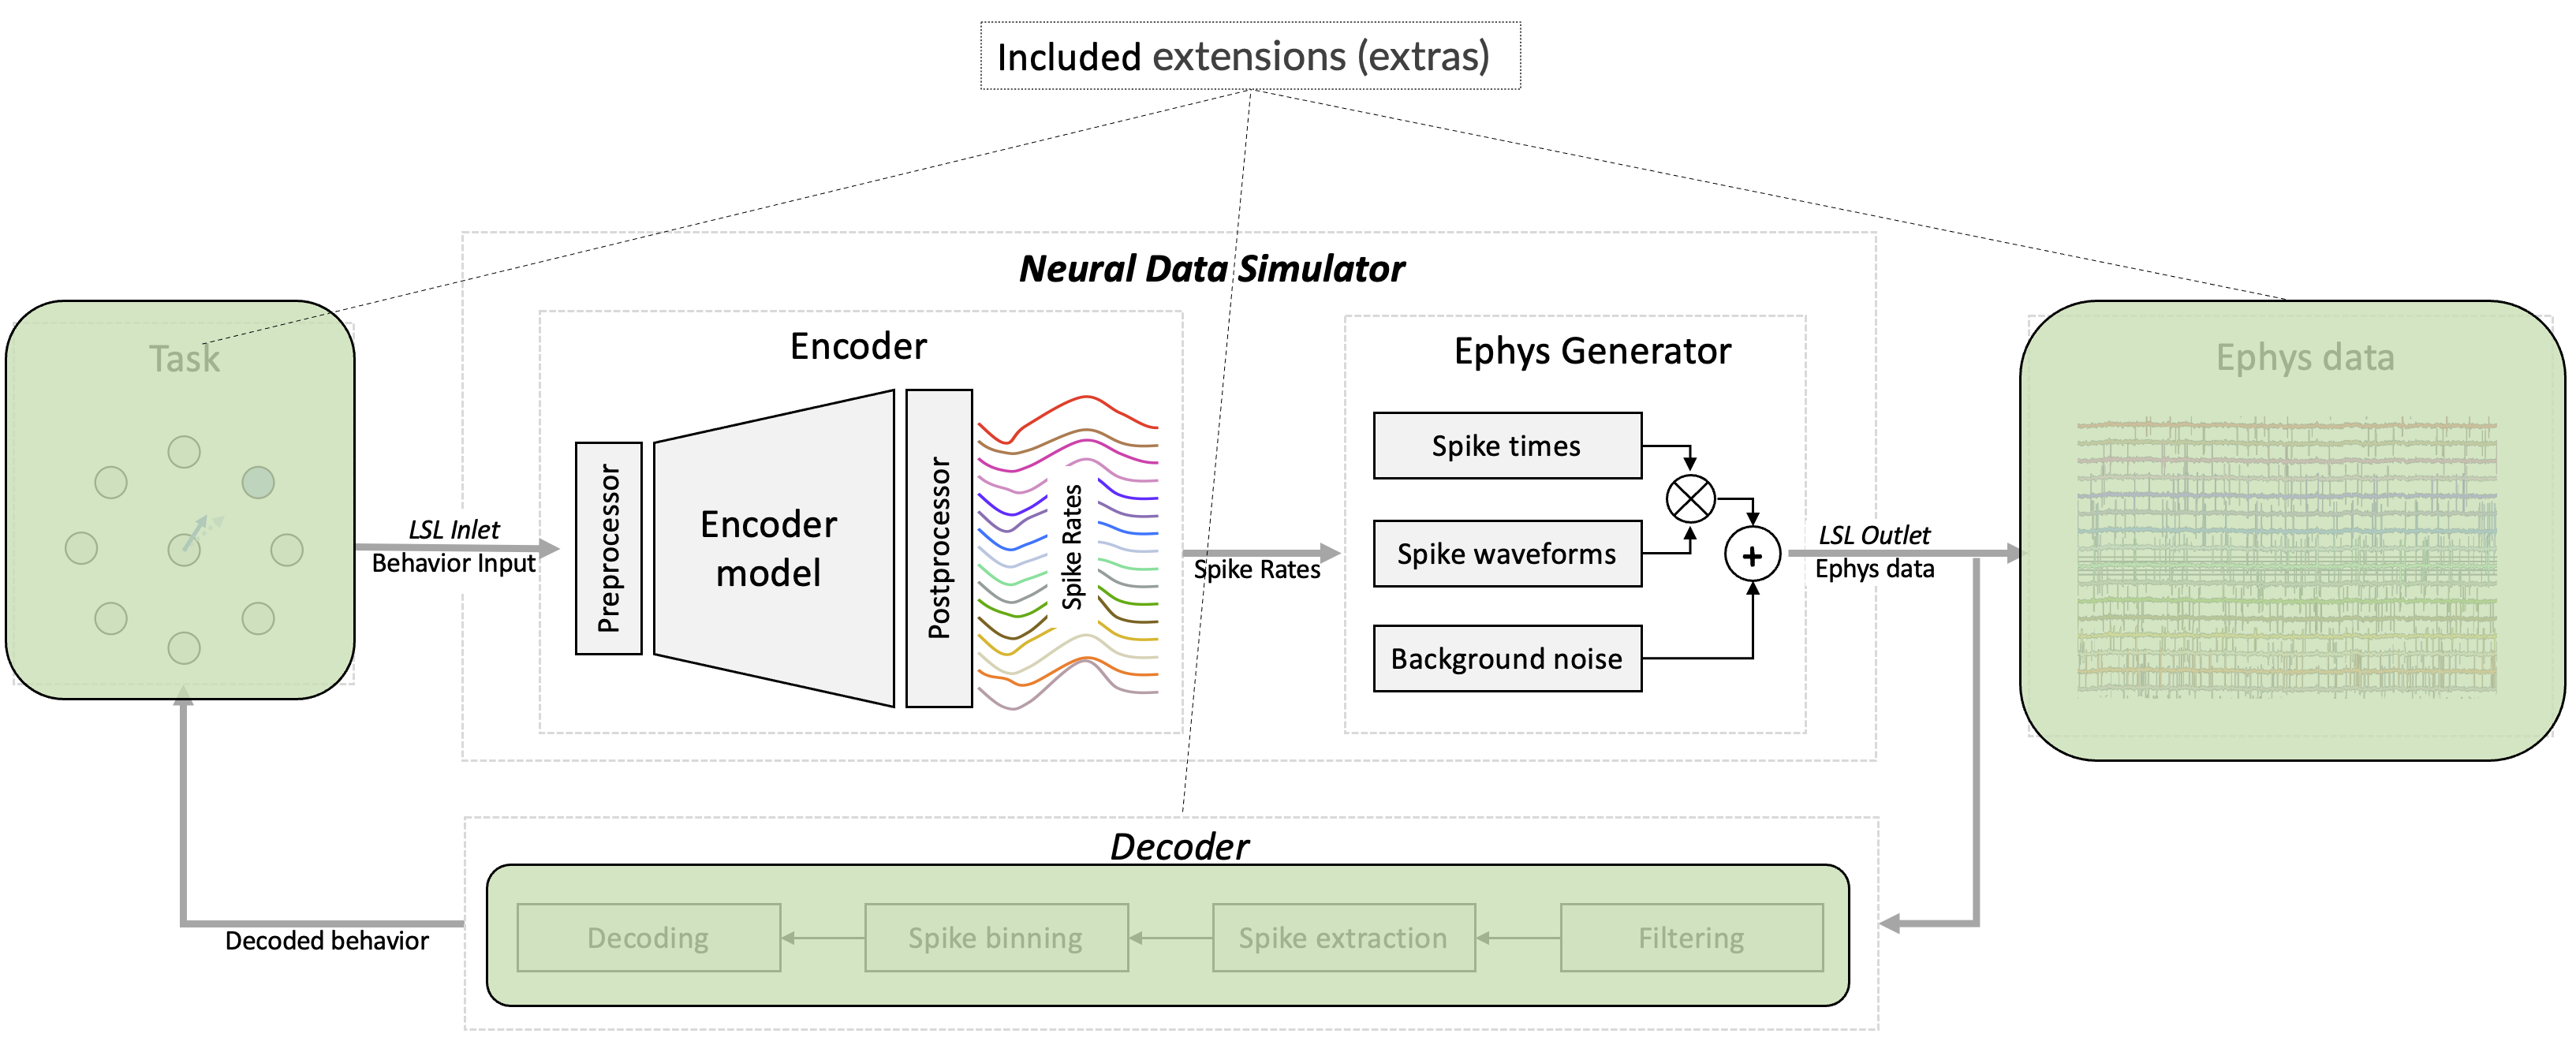 Included extensions (extras)
Neural Data Simulator
Task
Encoder
Ephys Generator
Ephys data
Preprocessor
Encoder
model
Postprocessor
Spike Rates
Spike times
Spike waveforms
Background noise
+
LSL Inlet
Behavior Input
Spike Rates
LSL Outlet
Ephys data
Decoder
Decoding
Spike binning
Spike extraction
Filtering
Decoded behavior